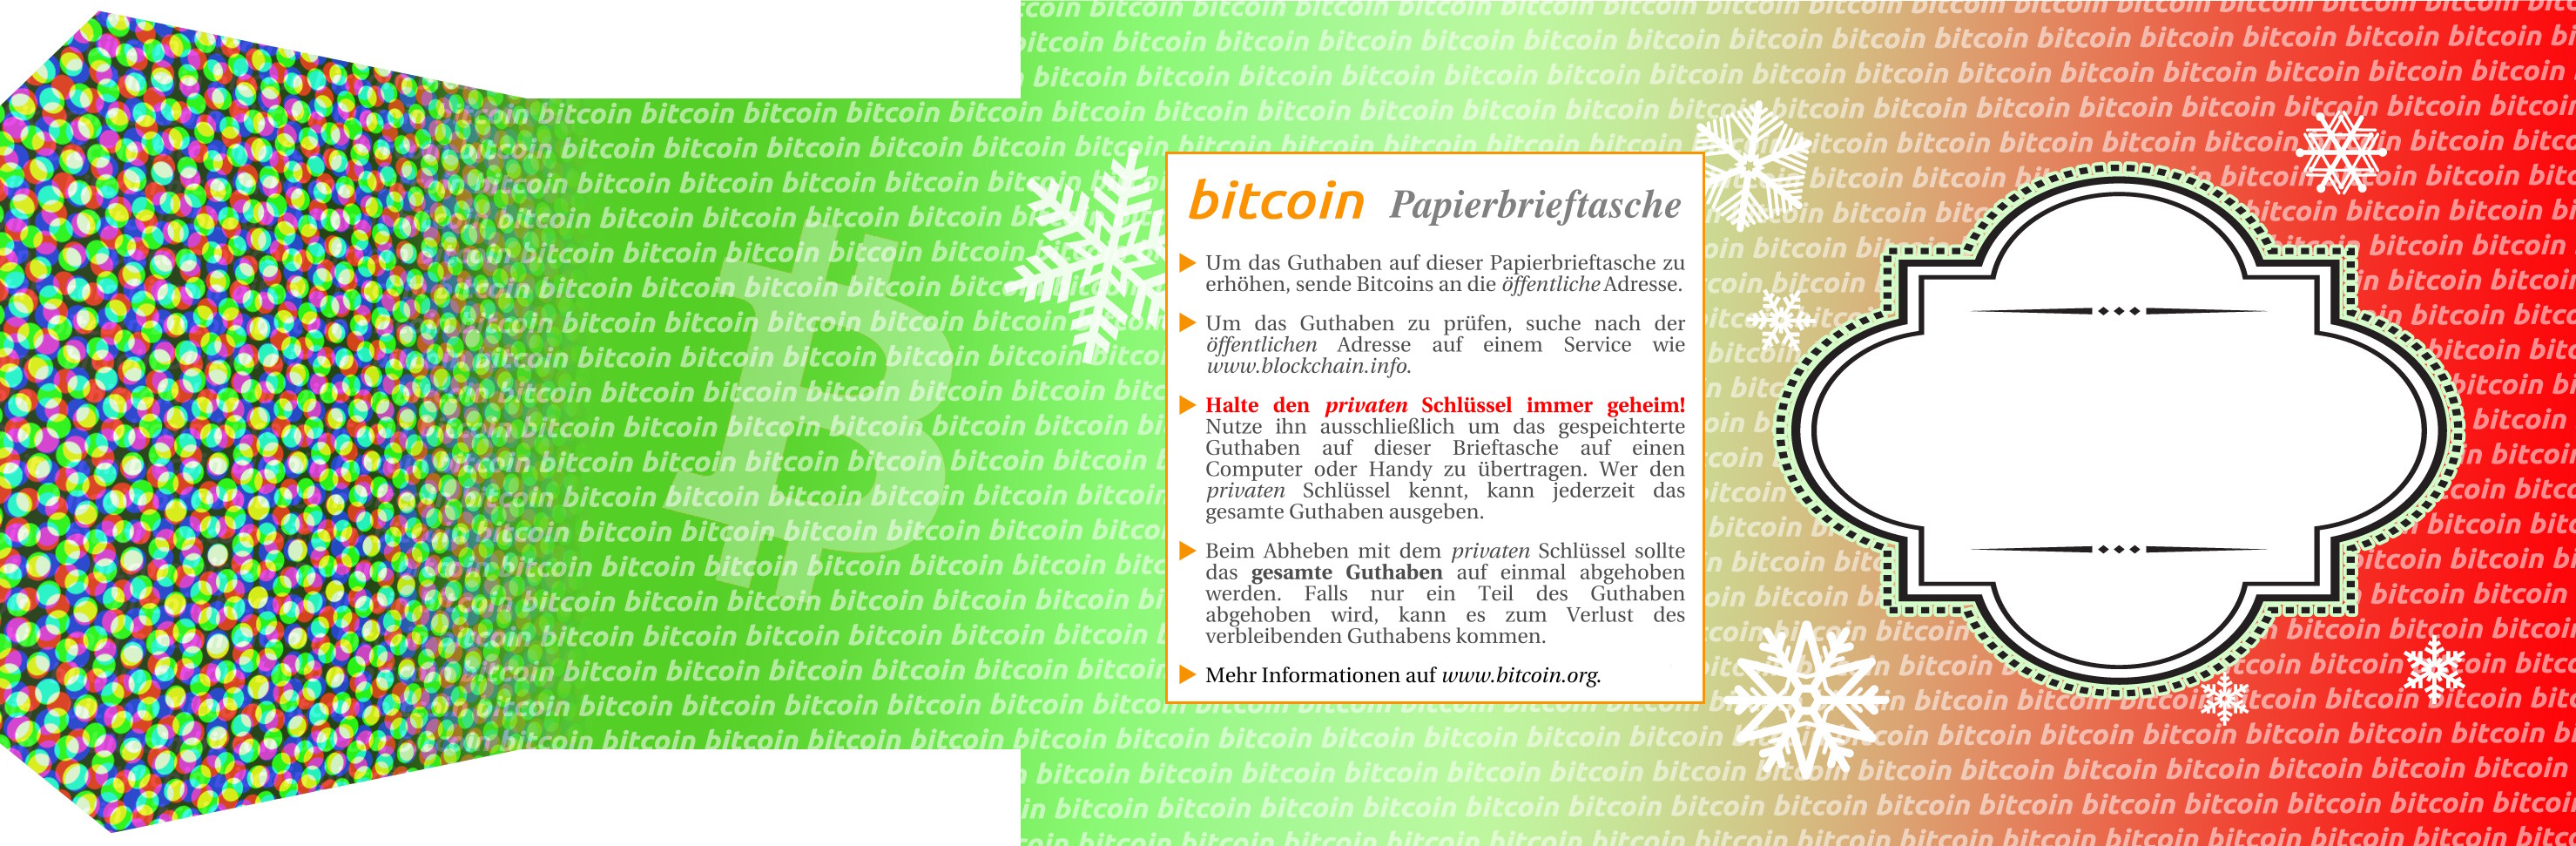 bitcoin Papierbrieftasche
Um das Guthaben auf dieser Papierbrieftasche zu
erhöhen, sende Bitcoins an die öffentliche Adresse.
Um das Guthaben zu prüfen, suche nach der
öffentlichen Adresse auf einem Service wie
www.blockchain.info.
Halte den privaten Schlüssel immer geheim!
Nutze ihn ausschließlich um das gespeichterte
Guthaben auf dieser Brieftasche auf einen
Computer oder Handy zu übertragen. Wer den
privaten Schlüssel kennt, kann jederzeit das
gesamte Guthaben ausgeben.
Beim Abheben mit dem privaten Schlüssel sollte
das gesamte Guthaben auf einmal abgehoben
werden. Falls nur ein Teil des Guthaben
abgehoben wird, kann es zum Verlust des
verbleibenden Guthabens kommen.
Mehr Informationen auf www.bitcoin.org.